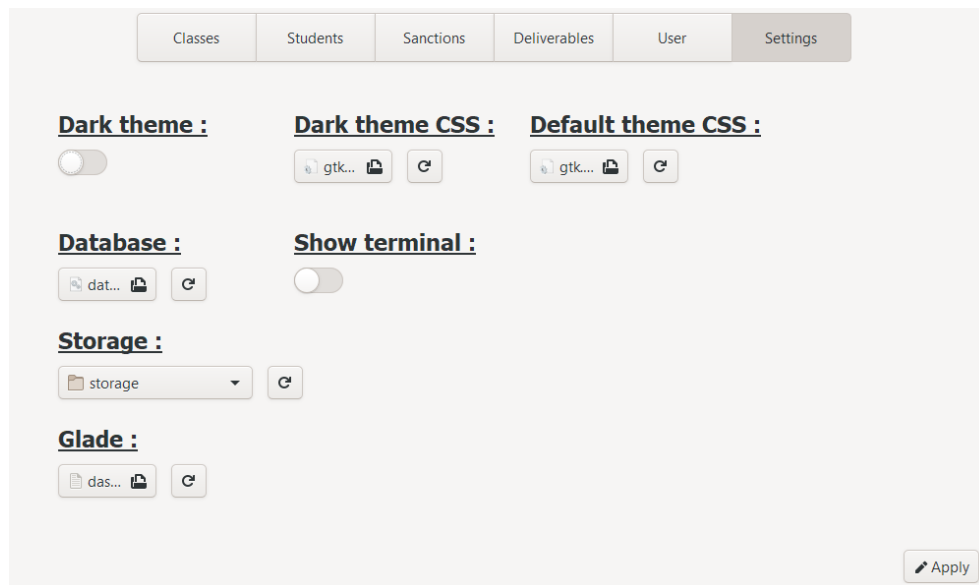 Classes Students Sanctions Deliverables User Settings
Dark theme : Dark theme CSS : Default theme CSS :
gtk... gtk....
Database : Show terminal :
dat...
Storage :
storage
Glade :
das...
Apply